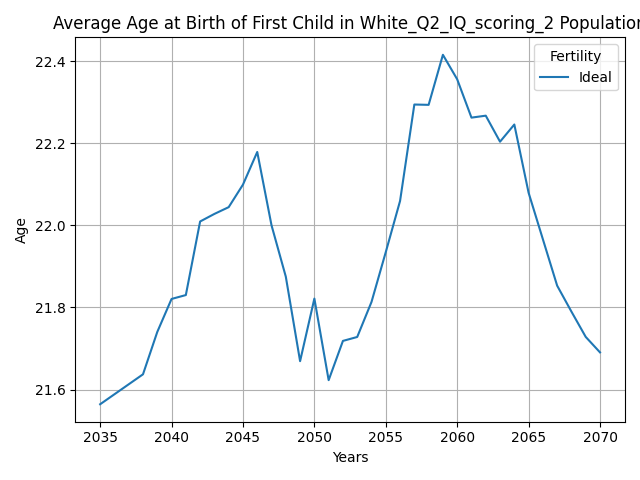 Average Age at Birth of First Child in White_Q2_IQ_scoring_2 Population
Fertility
Ideal
22.4
22.2
22.0
21.8
21.6
Age
2035 2040 2045 2050 2055 2060 2065 2070
Years